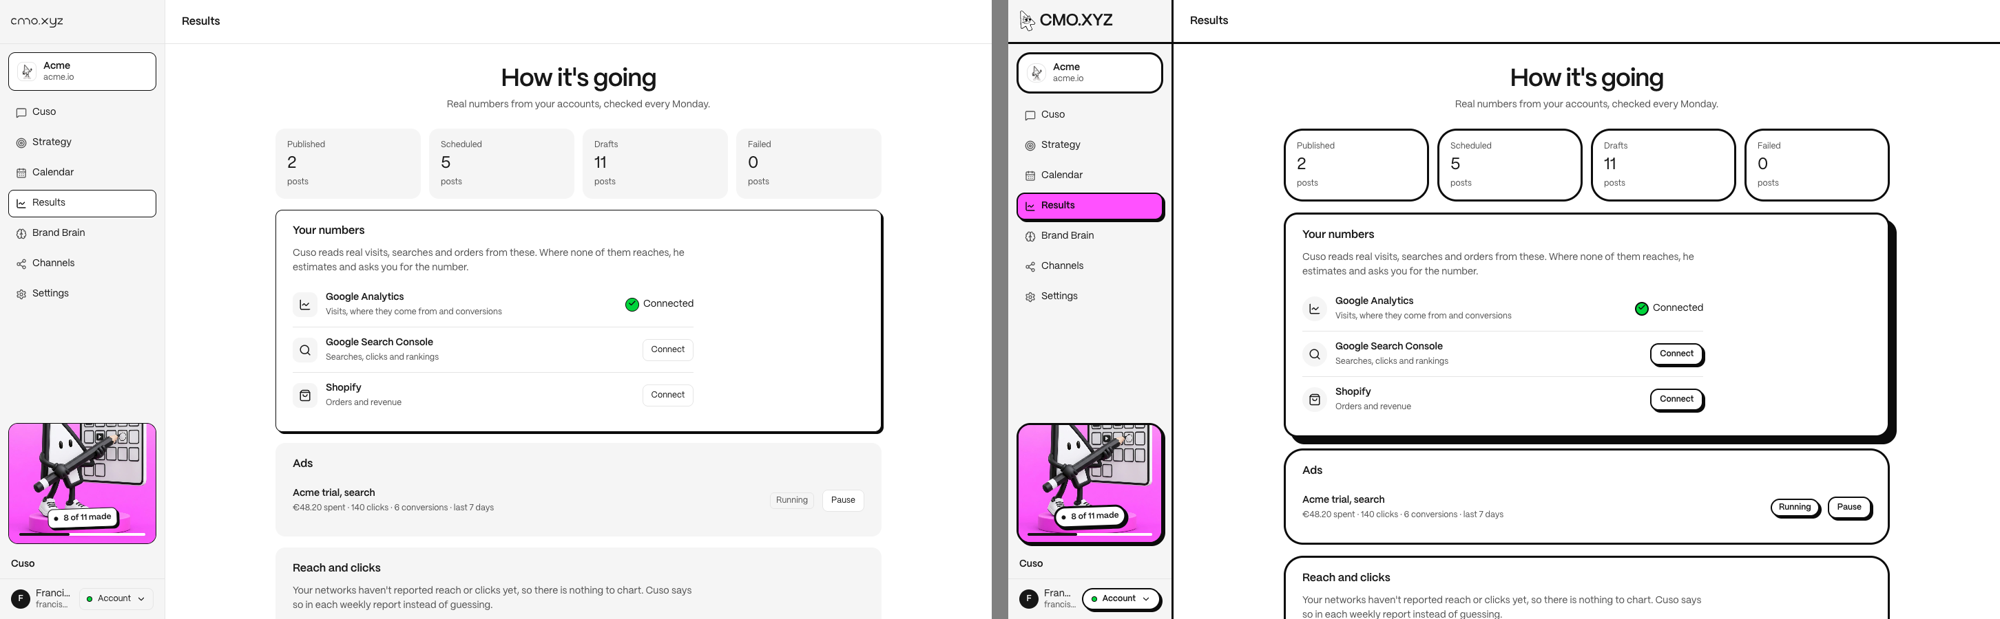 cmo.xyz
Results
Acme
acme.io
Cuso
Strategy
Calendar
Results
Brand Brain
Channels
Settings
8 of 11 made
Cuso
F
Franci...
francis...
Account
How it's going
Real numbers from your accounts, checked every Monday.
Published
2
posts
Scheduled
5
posts
Drafts
11
posts
Failed
0
posts
Your numbers
Cuso reads real visits, searches and orders from these. Where none of them reaches, he
estimates and asks you for the number.
Google Analytics
Visits, where they come from and conversions
Connected
Google Search Console
Searches, clicks and rankings
Connect
Shopify
Orders and revenue
Connect
Ads
Acme trial, search
€48.20 spent · 140 clicks · 6 conversions · last 7 days
Running
Pause
Reach and clicks
Your networks haven't reported reach or clicks yet, so there is nothing to chart. Cuso says
so in each weekly report instead of guessing.
CMO.XYZ
Results
Acme
acme.io
Cuso
Strategy
Calendar
Results
Brand Brain
Channels
Settings
8 of 11 made
Cuso
F
Fran...
francis...
Account
How it's going
Real numbers from your accounts, checked every Monday.
Published
2
posts
Scheduled
5
posts
Drafts
11
posts
Failed
0
posts
Your numbers
Cuso reads real visits, searches and orders from these. Where none of them reaches, he
estimates and asks you for the number.
Google Analytics
Visits, where they come from and conversions
Connected
Google Search Console
Searches, clicks and rankings
Connect
Shopify
Orders and revenue
Connect
Ads
Acme trial, search
€48.20 spent · 140 clicks · 6 conversions · last 7 days
Running
Pause
Reach and clicks
Your networks haven't reported reach or clicks yet, so there is nothing to chart. Cuso says
so in each weekly report instead of guessing.